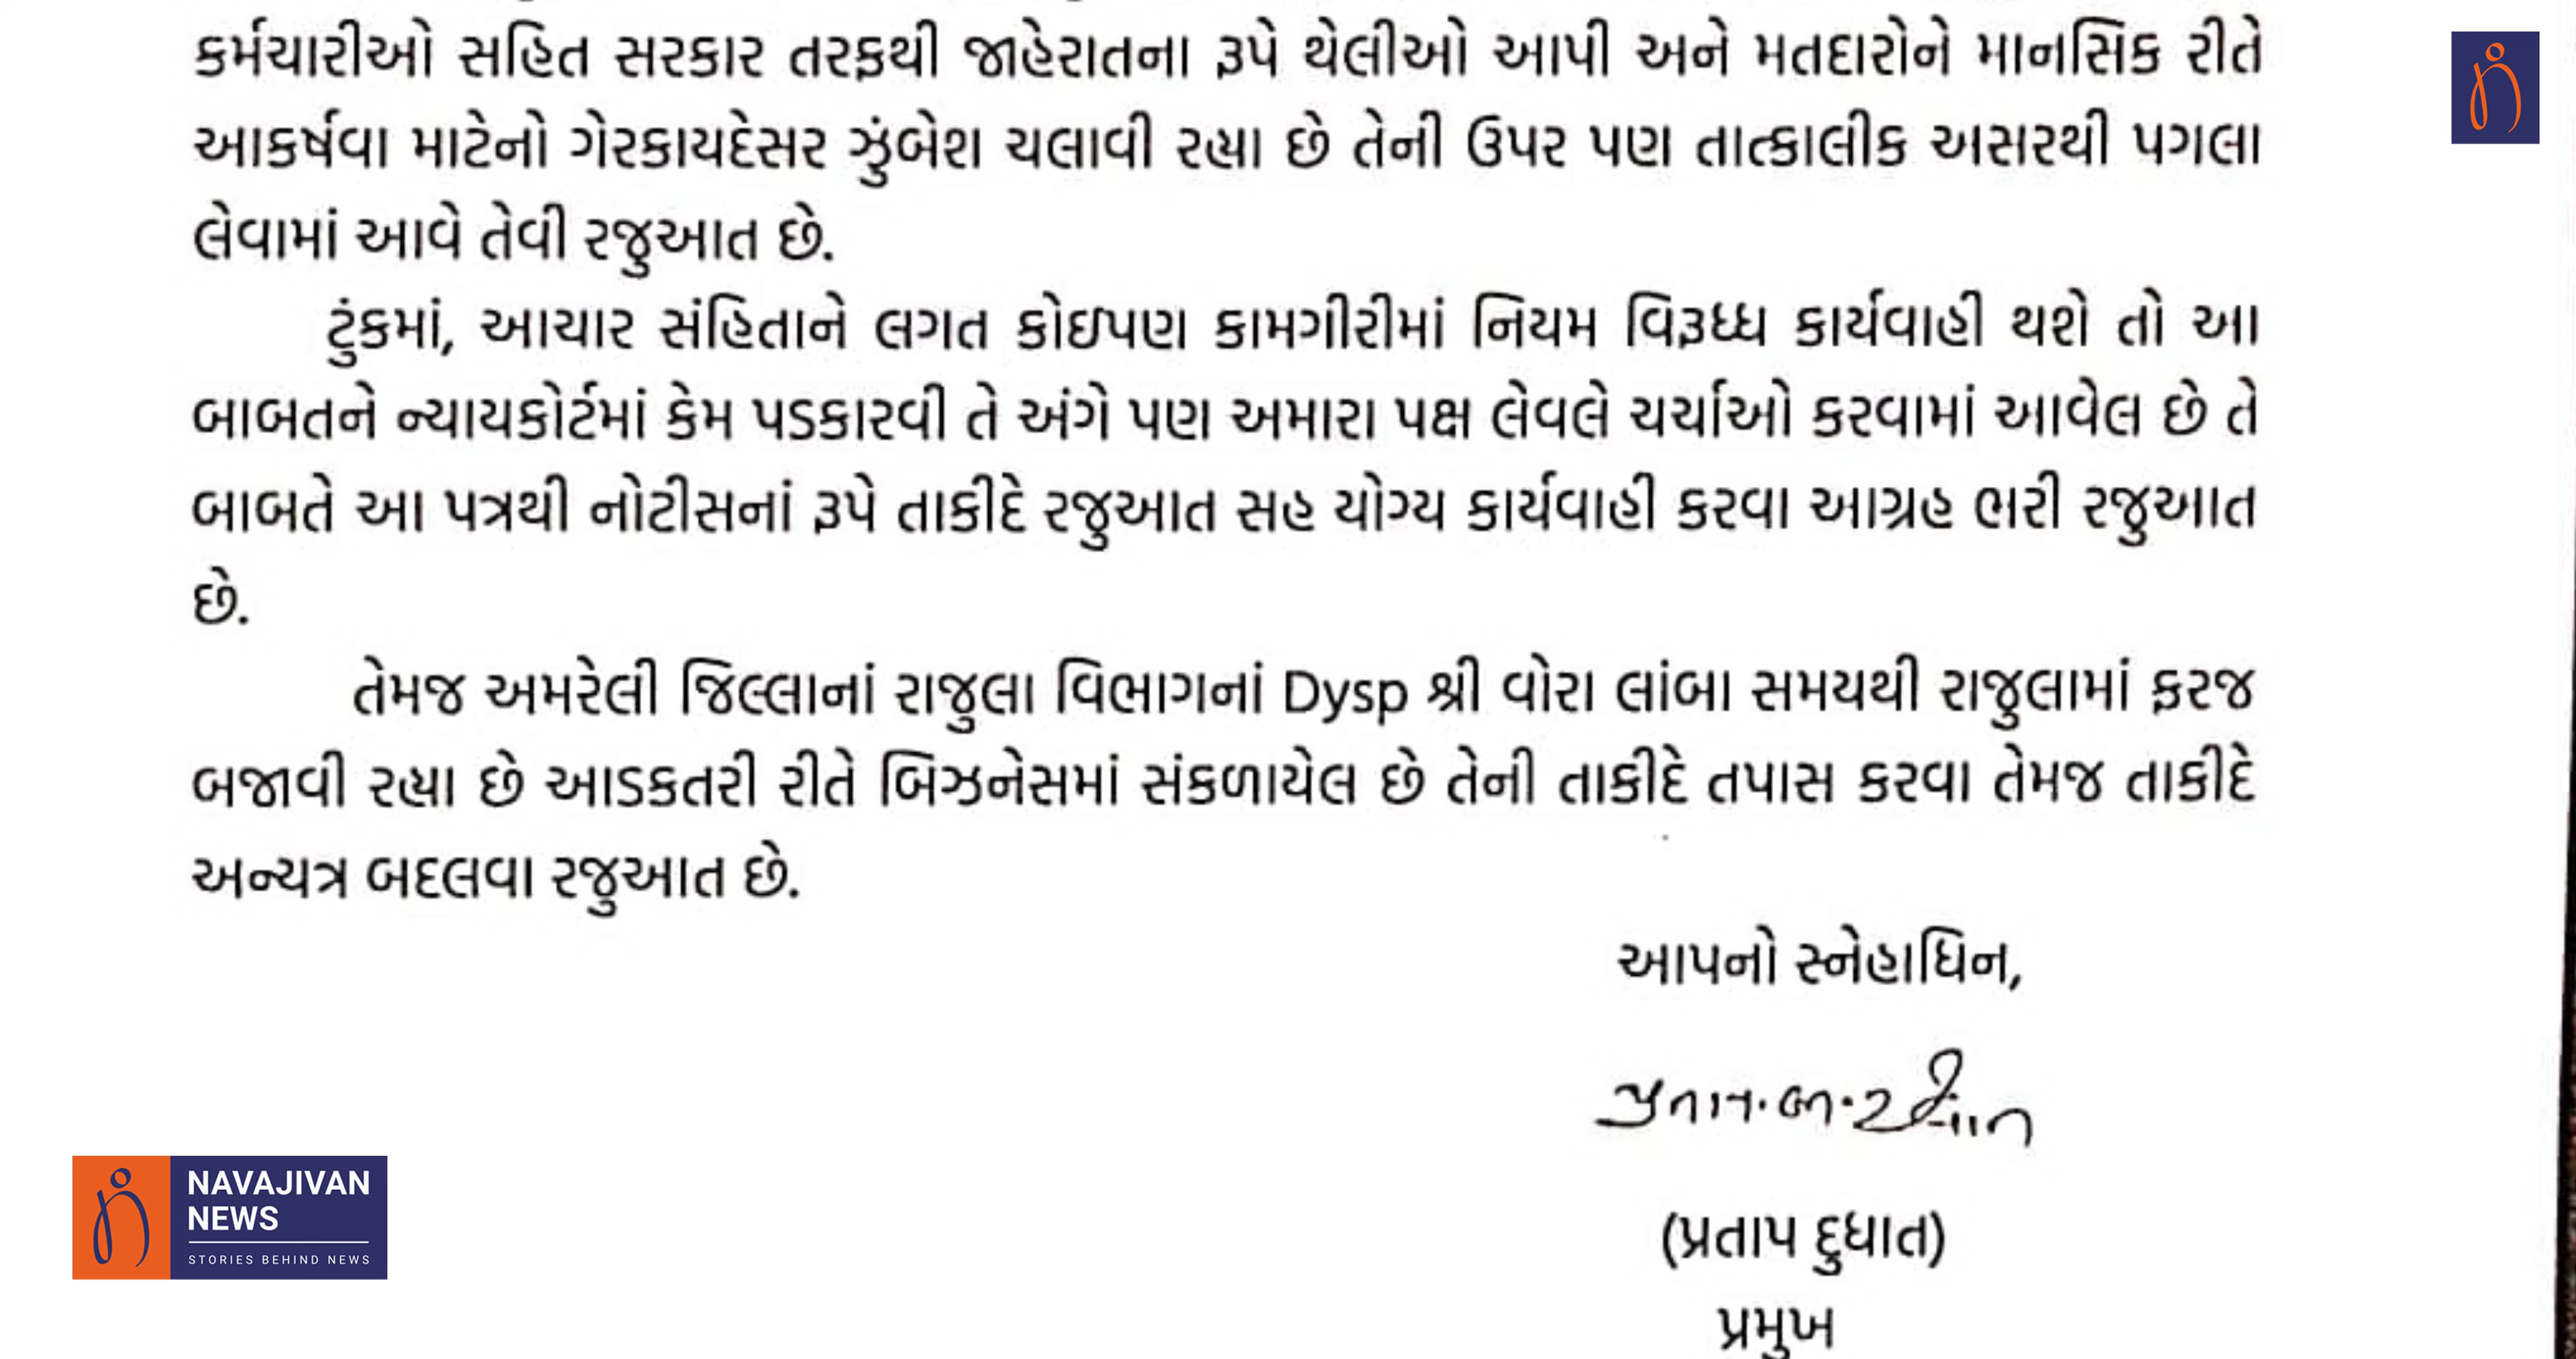 કર્મચારીઓ સહિત સરકાર તરફથી જાહેરાતના રૂપે થેલીઓ આપી અને મતદારોને માનસિક રીતે
આકર્ષવા માટેનો ગેરકાયદેસર ઝુંબેશ ચલાવી રહ્યા છે તેની ઉપર પણ તાત્કાલીક અસરથી પગલા
લેવામાં આવે તેવી રજુઆત છે.
ટુંકમાં, આચાર સંહિતાને લગત કોઇપણ કામગીરીમાં નિયમ વિરૂધ્ધ કાર્યવાહી થશે તો આ
બાબતને ન્યાયકોર્ટમાં કેમ પડકારવી તે અંગે પણ અમારા પક્ષ લેવલે ચર્ચાઓ કરવામાં આવેલ છે તે
બાબતે આ પત્રથી નોટીસનાં રૂપે તાકીદે રજુઆત સહ યોગ્ય કાર્યવાહી કરવા આગ્રહ ભરી રજુઆત
છે.
તેમજ અમરેલી જિલ્લાનાં રાજુલા વિભાગનાં Dysp શ્રી વોરા લાંબા સમયથી રાજુલામાં ફરજ
બજાવી રહ્યા છે આડકતરી રીતે બિઝનેસમાં સંકળાયેલ છે તેની તાકીદે તપાસ કરવા તેમજ તાકીદે
અન્યત્ર બદલવા રજુઆત છે.
આપનો સ્નેહાધિન,
(પ્રતાપ દુધાત)
પ્રમુખ
NAVAJIVAN
NEWS
STORIES BEHIND NEWS